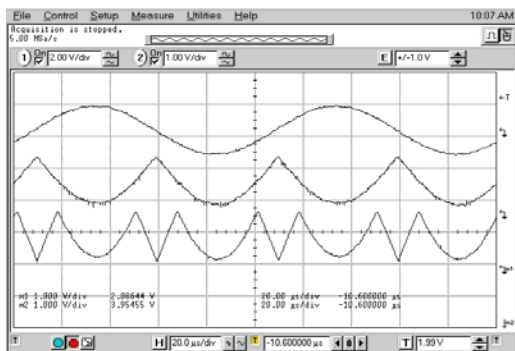 File Control Setup Measure Utilities Help 10:07 AM
Acquisition is stopped.
5.00 MSa/s
1 On 2.00 V/div 2 On 1.00 V/div E +/-1.0 V
T
m1 1.000 V/div 2.08644 V 20.00 µs/div -10.600000 µs
m2 1.000 V/div 3.95455 V 20.00 µs/div -10.600000 µs
H 20.0 µs/div T -10.600000 µs 0 T 1.99 V